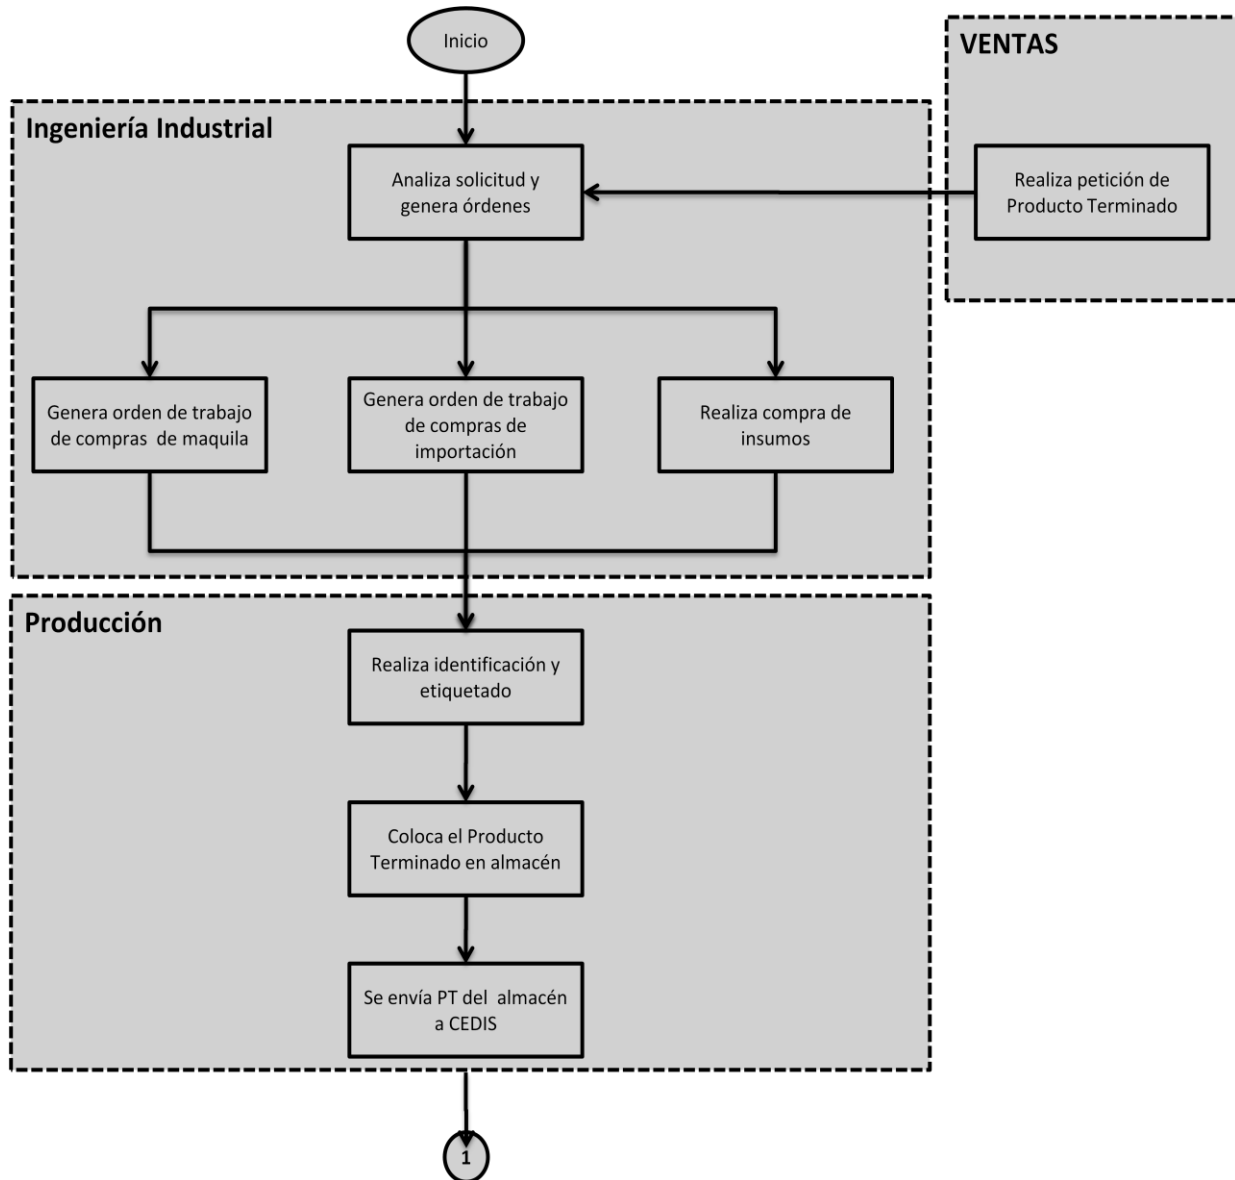 Inicio
VENTAS
Ingeniería Industrial
Analiza solicitud y
genera órdenes
Realiza petición de
Producto Terminado
Genera orden de trabajo
de compras de maquila
Genera orden de trabajo
de compras de
importación
Realiza compra de
insumos
Producción
Realiza identificación y
etiquetado
Coloca el Producto
Terminado en almacén
Se envía PT del almacén
a CEDIS
1